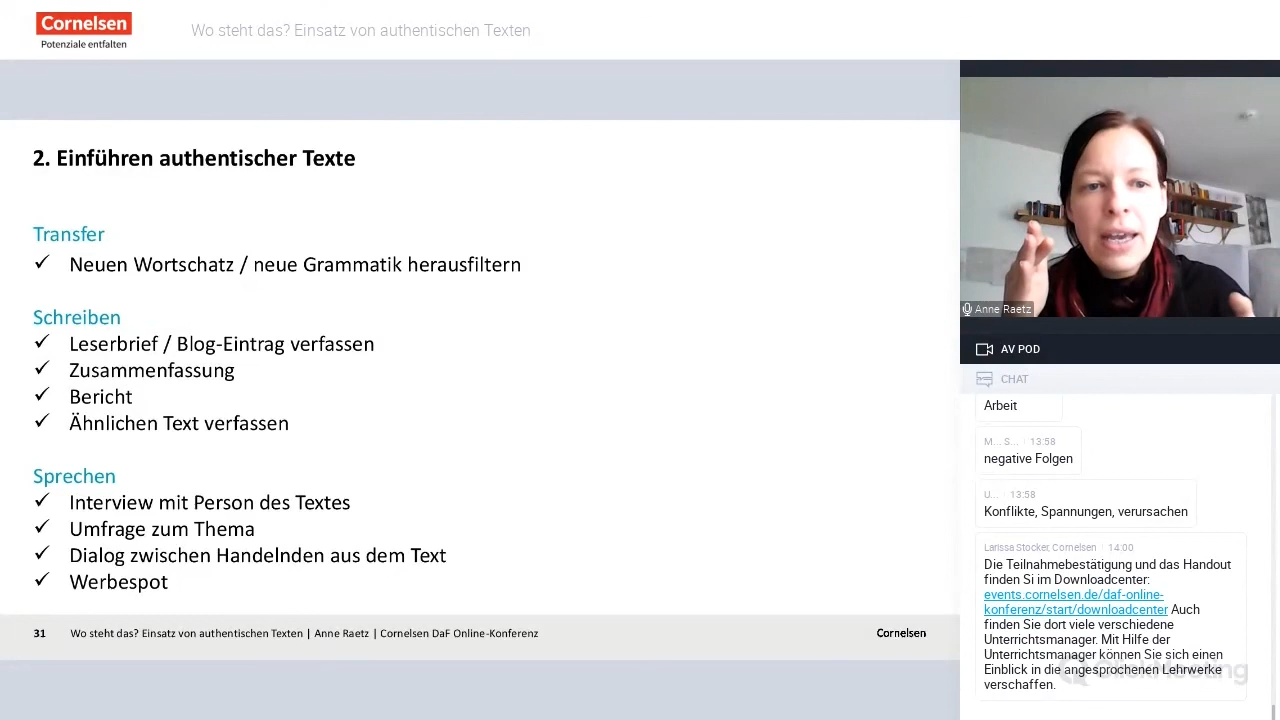 Cornelsen
Potenziale entfalten
Wo steht das? Einsatz von authentischen Texten
2. Einführen authentischer Texte
Transfer
✓ Neuen Wortschatz / neue Grammatik herausfiltern
Schreiben
✓ Leserbrief / Blog-Eintrag verfassen
✓ Zusammenfassung
✓ Bericht
✓ Ähnlichen Text verfassen
Sprechen
✓ Interview mit Person des Textes
✓ Umfrage zum Thema
✓ Dialog zwischen Handelnden aus dem Text
✓ Werbespot
31 Wo steht das? Einsatz von authentischen Texten | Anne Raetz | Cornelsen DaF Online-Konferenz
Cornelsen
Anne Raetz
AV POD
CHAT
Arbeit
M... S... 13:58
negative Folgen
U... 13:58
Konflikte, Spannungen, verursachen
Larissa Stocker, Cornelsen 14:00
Die Teilnahmebestätigung und das Handout
finden Si im Downloadcenter:
events.cornelsen.de/daf-online-
konferenz/start/downloadcenter Auch
finden Sie dort viele verschiedene
Unterrichtsmanager. Mit Hilfe der
Unterrichtsmanager können Sie sich einen
Einblick in die angesprochenen Lehrwerke
verschaffen.
ClickMeeting